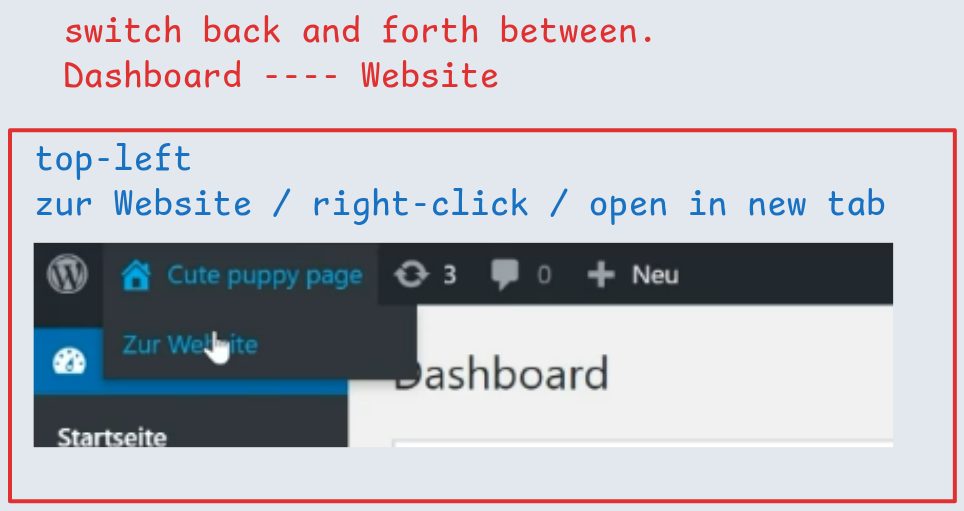 switch back and forth between.
Dashboard ---- Website
top-left
zur Website / right-click / open in new tab
Cute puppy page 3 0 Neu
Zur Website
Dashboard
Startseite